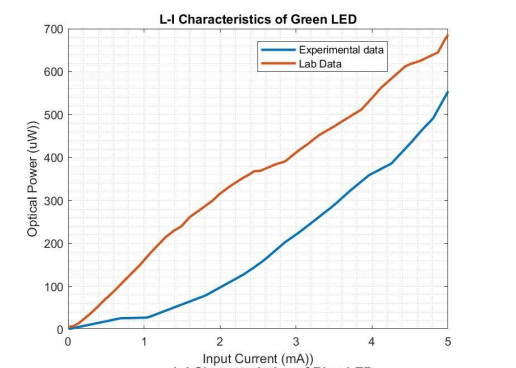 L-I Characteristics of Green LED
700
600
500
400
300
200
100
0
Optical Power (uW))
Experimental data
Lab Data
0 1 2 3 4 5
Input Current (mA))